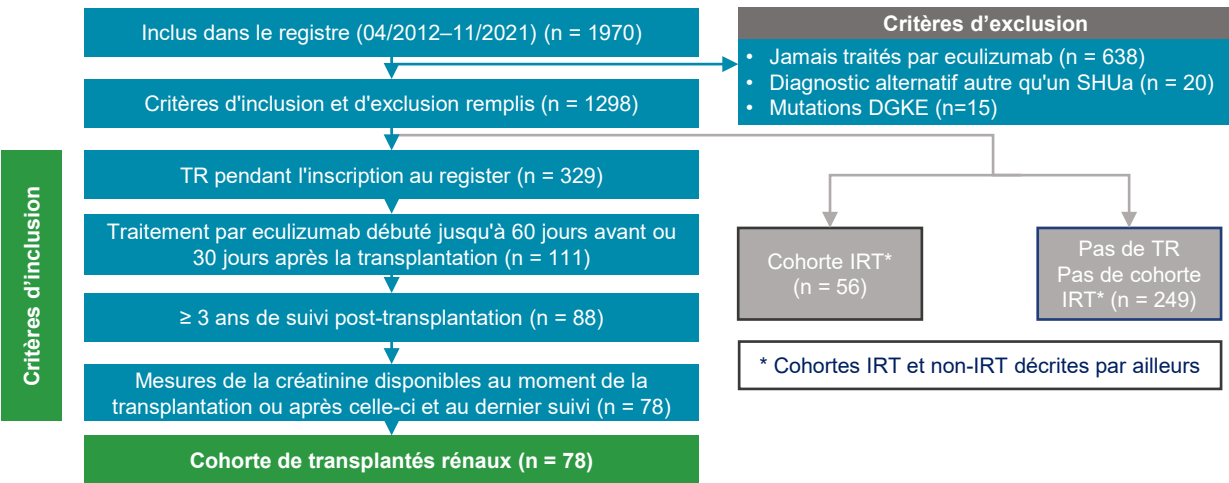 Inclus dans le registre (04/2012–11/2021) (n = 1970)
Critères d'exclusion
• Jamais traités par eculizumab (n = 638)
• Diagnostic alternatif autre qu'un SHUa (n = 20)
• Mutations DGKE (n=15)
Critères d'inclusion et d'exclusion remplis (n = 1298)
Critères d'inclusion
TR pendant l'inscription au register (n = 329)
Traitement par eculizumab débuté jusqu'à 60 jours avant ou
30 jours après la transplantation (n = 111)
≥ 3 ans de suivi post-transplantation (n = 88)
Mesures de la créatinine disponibles au moment de la
transplantation ou après celle-ci et au dernier suivi (n = 78)
Cohorte de transplantés rénaux (n = 78)
Cohorte IRT*
(n = 56)
Pas de TR
Pas de cohorte
IRT* (n = 249)
* Cohortes IRT et non-IRT décrites par ailleurs